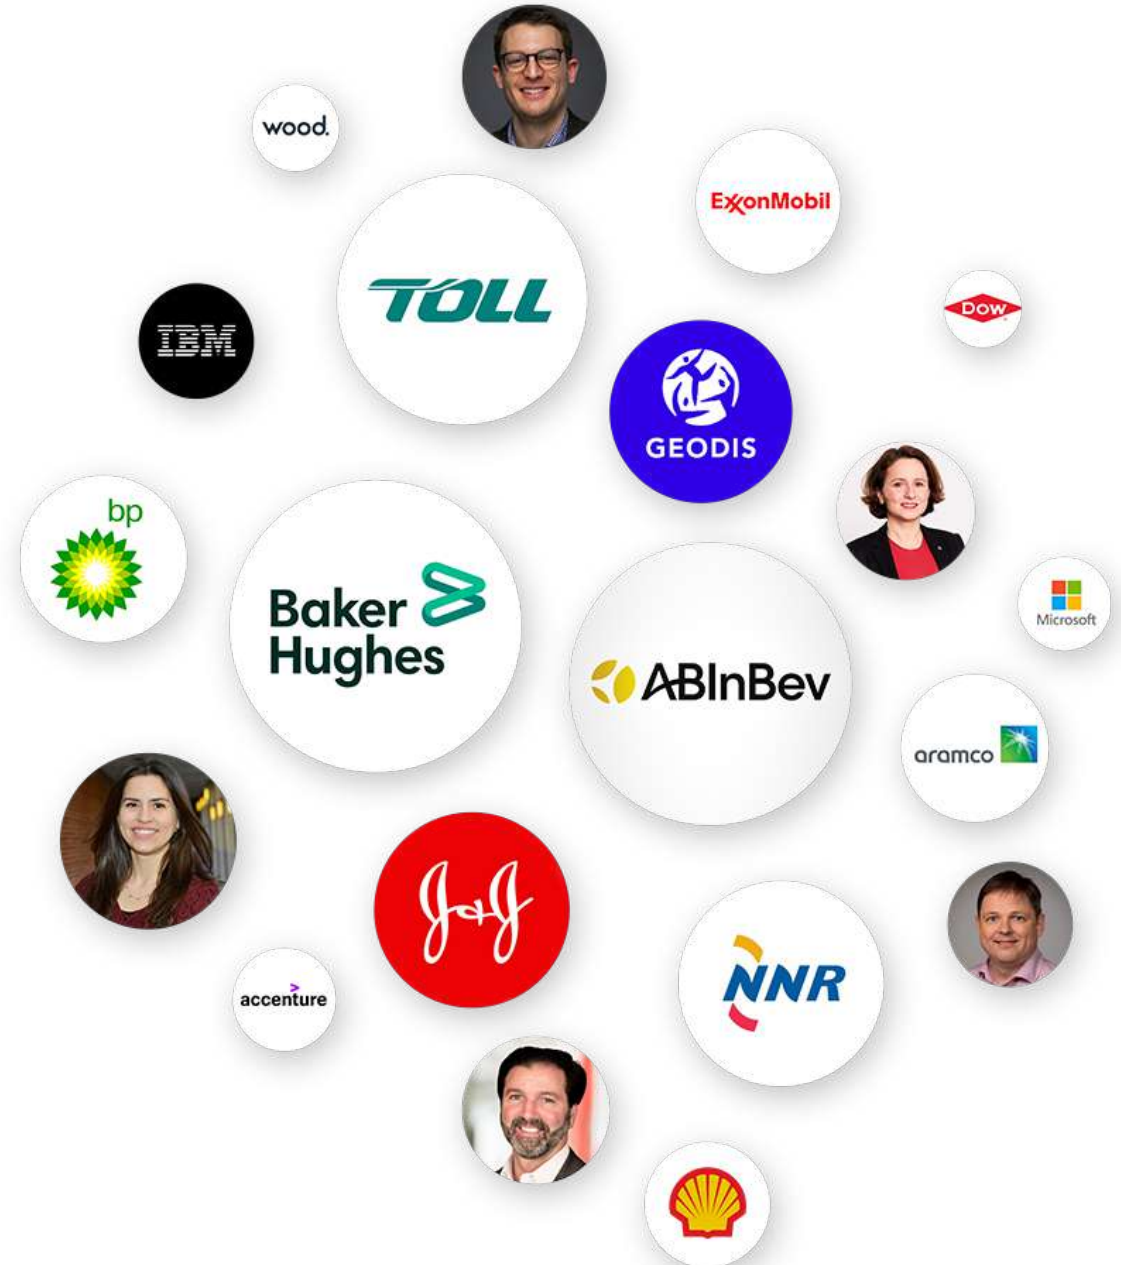 wood.
ExxonMobil
TOLL
DOW
IBM
GEODIS
bp
Baker
Hughes
Microsoft
ABInBev
aramco
J&J
NNR
accenture